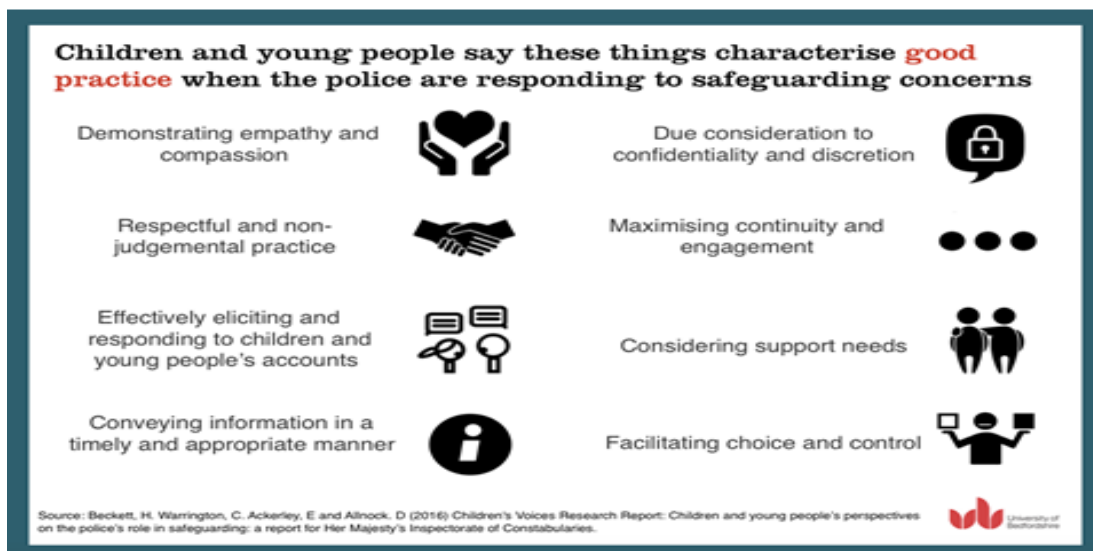 Children and young people say these things characterise good
practice when the police are responding to safeguarding concerns
Demonstrating empathy and
compassion
Respectful and non-
judgemental practice
Effectively eliciting and
responding to children and
young people's accounts
Conveying information in a
timely and appropriate manner
Due consideration to
confidentiality and discretion
Maximising continuity and
engagement
Considering support needs
Facilitating choice and control
Source: Beckett, H. Warrington, C. Ackerley, E and Allnock. D (2016) Children's Voices Research Report: Children and young people's perspectives
on the police's role in safeguarding: a report for Her Majesty's Inspectorate of Constabularies.
University of
Bedfordshire